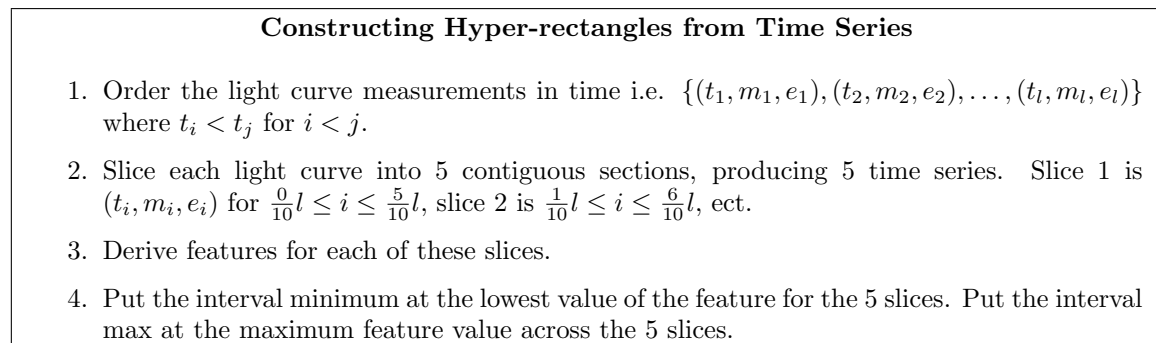 Constructing Hyper-rectangles from Time Series
1. Order the light curve measurements in time i.e. {(t₁, m₁, e₁), (t₂, m₂, e₂), . . . , (tₗ, mₗ, eₗ)}
where tᵢ < tⱼ for i < j.
2. Slice each light curve into 5 contiguous sections, producing 5 time series. Slice 1 is
(tᵢ, mᵢ, eᵢ) for 0/10 l ≤ i ≤ 5/10 l, slice 2 is 1/10 l ≤ i ≤ 6/10 l, ect.
3. Derive features for each of these slices.
4. Put the interval minimum at the lowest value of the feature for the 5 slices. Put the interval
max at the maximum feature value across the 5 slices.